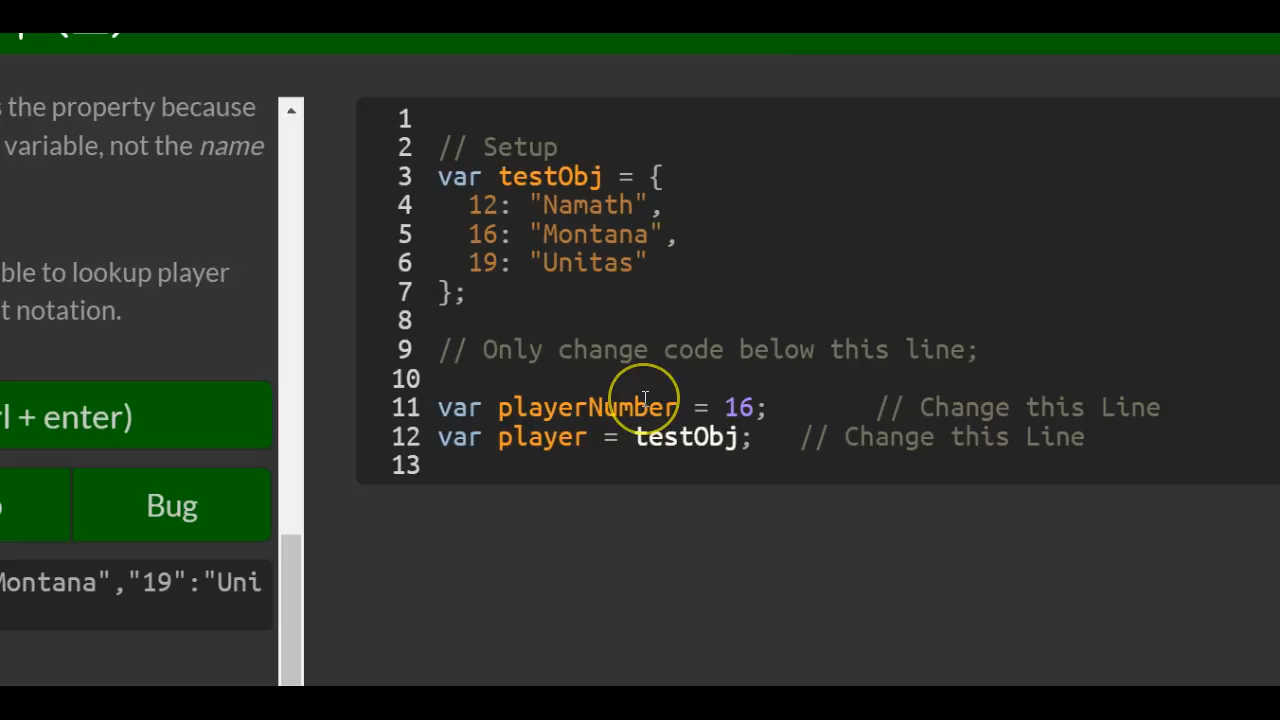 s the property because
variable, not the name
ble to lookup player
t notation.
rl + enter)
Bug
Montana","19":"Uni
1
2 // Setup
3 var testObj = {
4 12: "Namath",
5 16: "Montana",
6 19: "Unitas"
7 };
8
9 // Only change code below this line;
10
11 var playerNumber = 16; // Change this Line
12 var player = testObj; // Change this Line
13